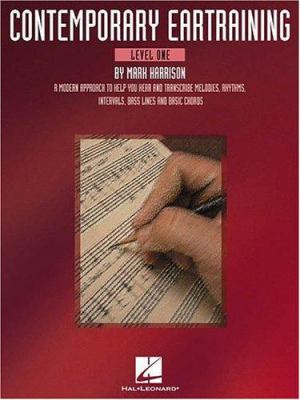 CONTEMPORARY EARTRAINING
LEVEL ONE
BY MARK HARRISON
A MODERN APPROACH TO HELP YOU HEAR AND TRANSCRIBE MELODIES, RHYTHMS,
INTERVALS, BASS LINES AND BASIC CHORDS
HAL•LEONARD®